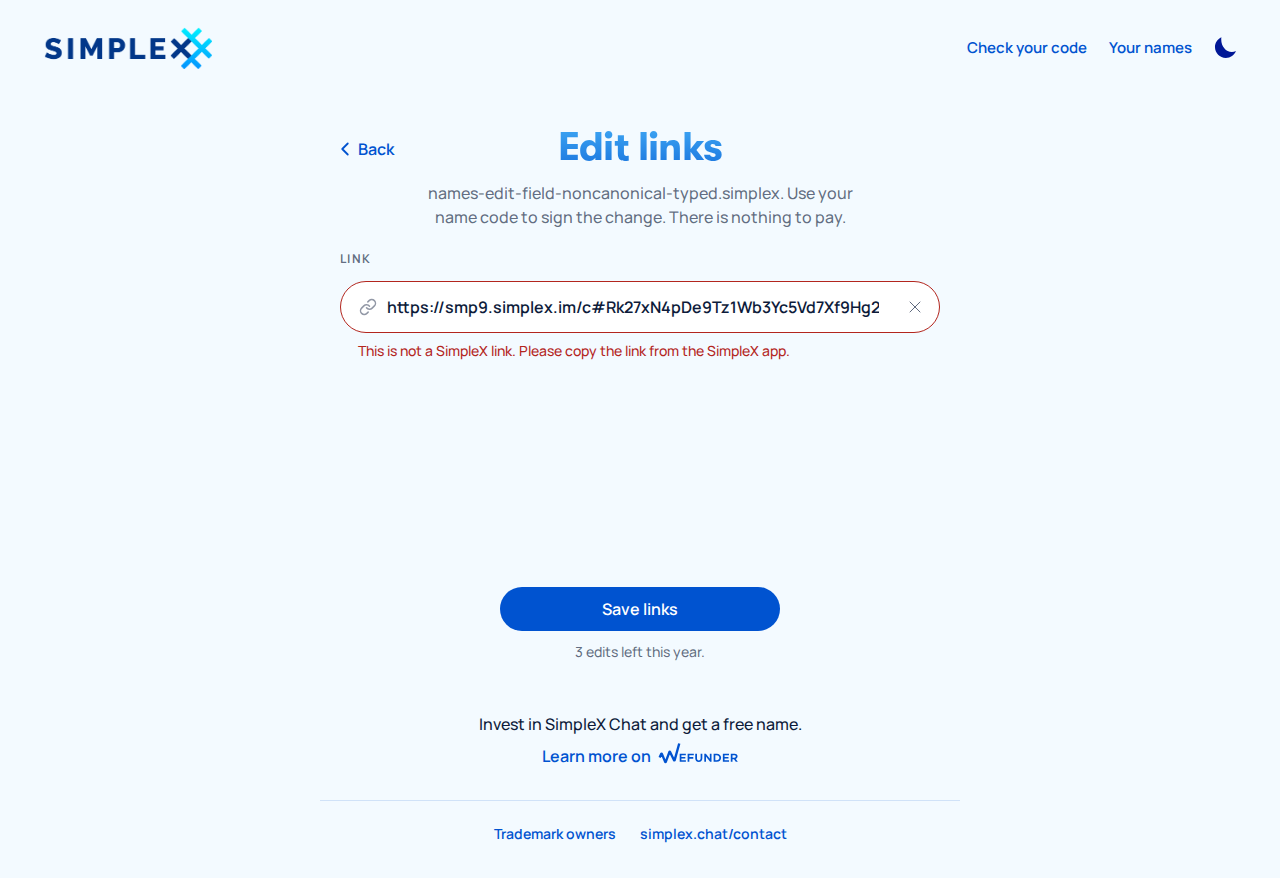 SIMPLEX
Check your code
Your names
Back
Edit links
names-edit-field-noncanonical-typed.simplex. Use your
name code to sign the change. There is nothing to pay.
LINK
https://smp9.simplex.im/c#Rk27xN4pDe9Tz1Wb3Yc5Vd7Xf9Hg2
This is not a SimpleX link. Please copy the link from the SimpleX app.
Save links
3 edits left this year.
Invest in SimpleX Chat and get a free name.
Learn more on WEFUNDER
Trademark owners
simplex.chat/contact